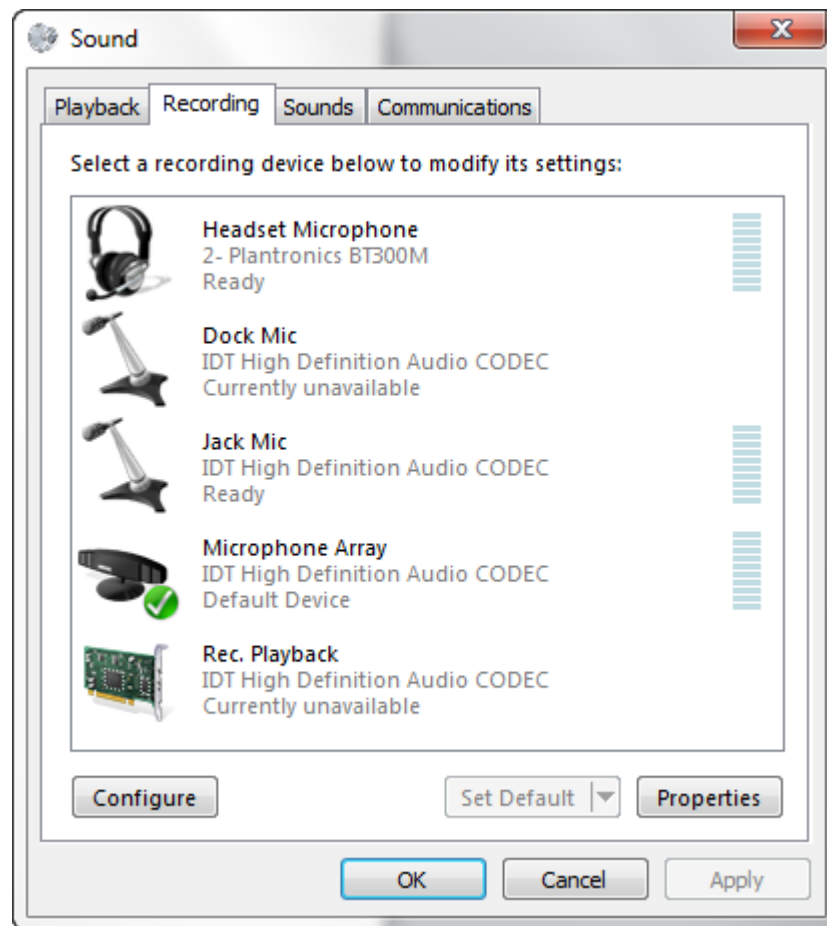 Sound
Playback Recording Sounds Communications
Select a recording device below to modify its settings:
Headset Microphone
2- Plantronics BT300M
Ready
Dock Mic
IDT High Definition Audio CODEC
Currently unavailable
Jack Mic
IDT High Definition Audio CODEC
Ready
Microphone Array
IDT High Definition Audio CODEC
Default Device
Rec. Playback
IDT High Definition Audio CODEC
Currently unavailable
Configure Set Default Properties
OK Cancel Apply